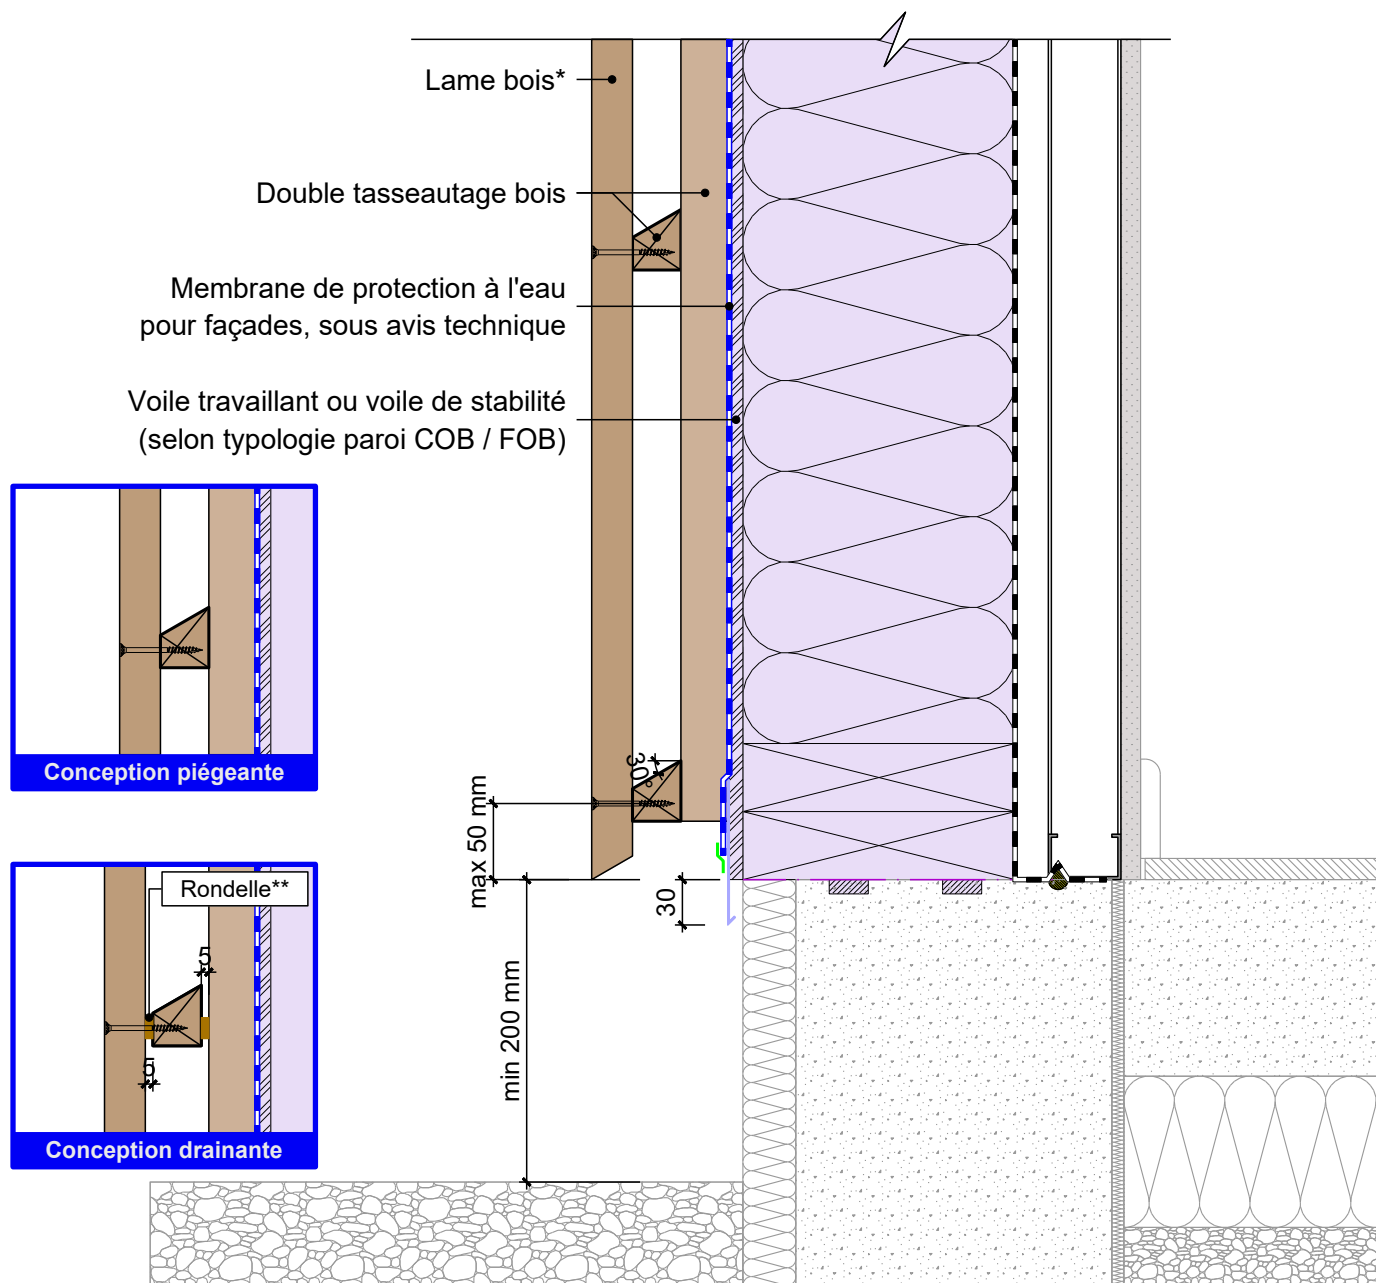 Lame bois*
Double tasseautage bois
Membrane de protection à l'eau
pour façades, sous avis technique
Voile travaillant ou voile de stabilité
(selon typologie paroi COB / FOB)
Conception piégeante
30°
max 50 mm
30
min 200 mm
Rondelle**
5
5
Conception drainante